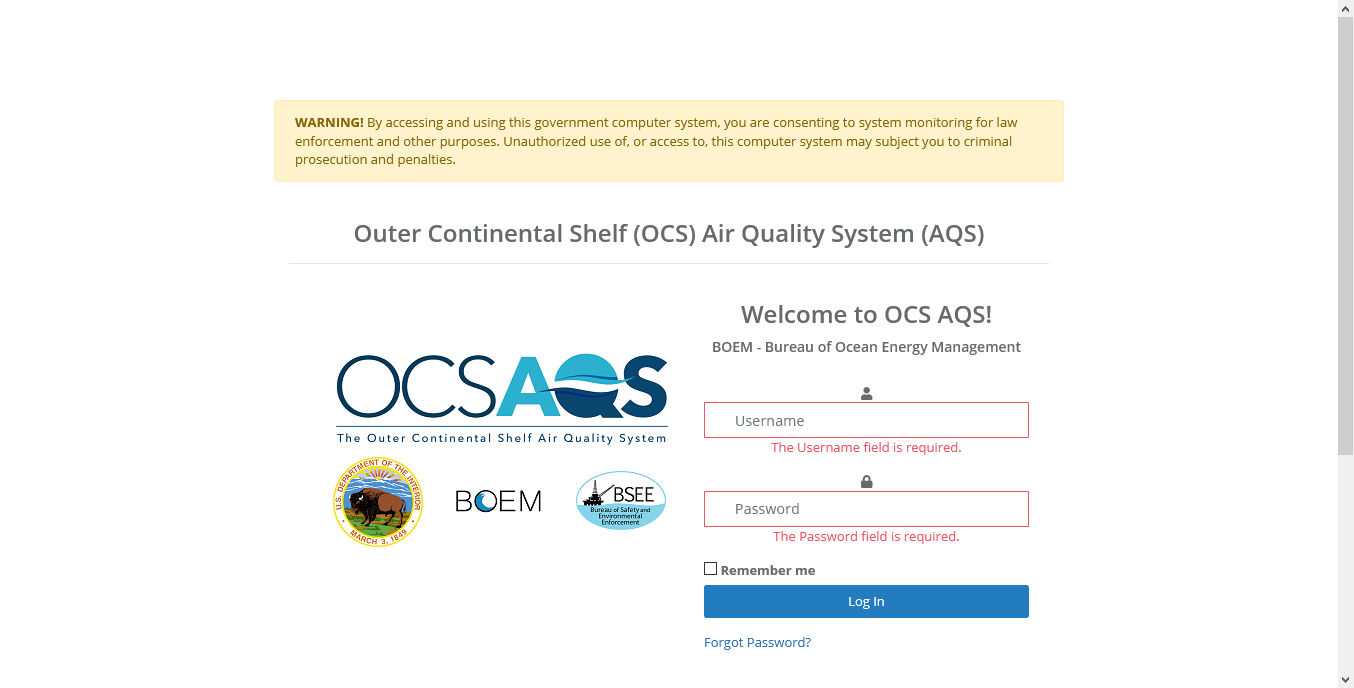 WARNING! By accessing and using this government computer system, you are consenting to system monitoring for law
enforcement and other purposes. Unauthorized use of, or access to, this computer system may subject you to criminal
prosecution and penalties.
Outer Continental Shelf (OCS) Air Quality System (AQS)
OCSAQS
The Outer Continental Shelf Air Quality System
U.S. DEPARTMENT OF THE INTERIOR
MARCH 3, 1849
BOEM
BSEE
Bureau of Safety and
Environmental
Enforcement
Welcome to OCS AQS!
BOEM - Bureau of Ocean Energy Management
Username
The Username field is required.
Password
The Password field is required.
Remember me
Log In
Forgot Password?